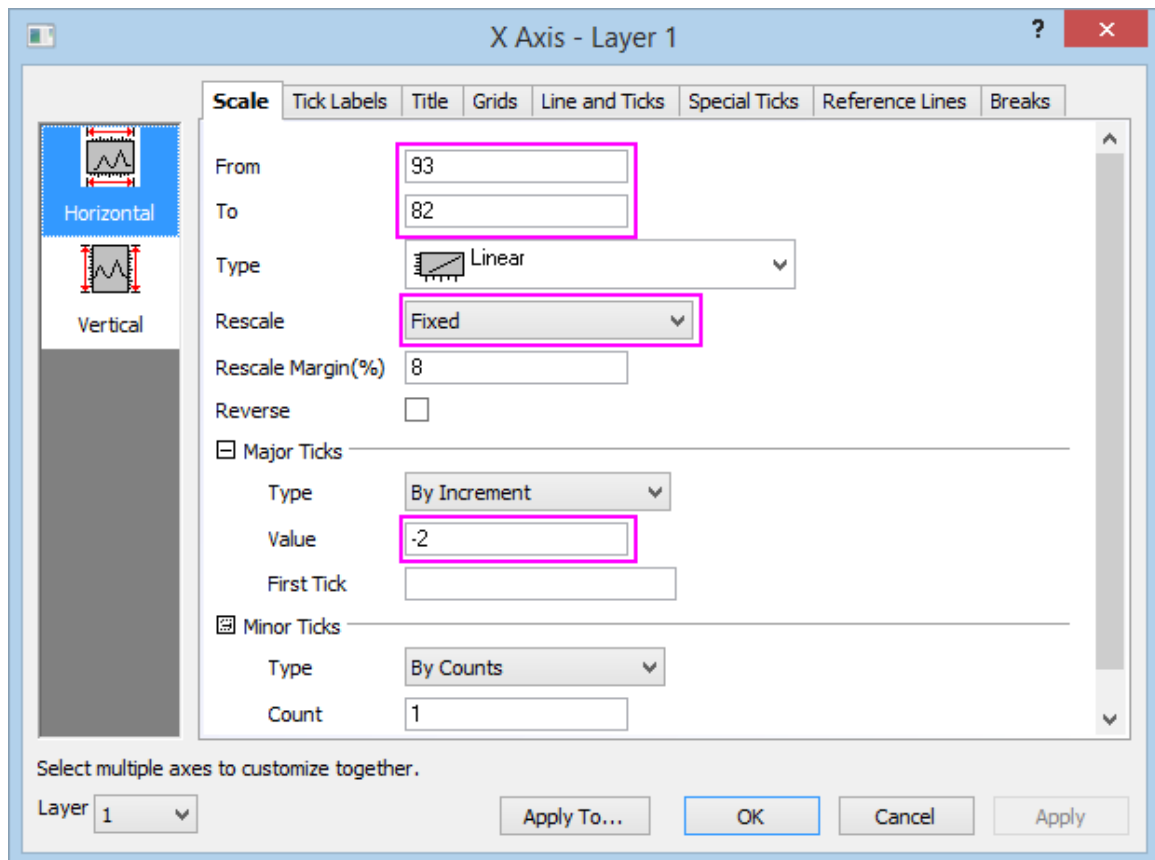 X Axis - Layer 1
?
Scale Tick Labels Title Grids Line and Ticks Special Ticks Reference Lines Breaks
Horizontal
Vertical
From 93
To 82
Type Linear
Rescale Fixed
Rescale Margin(%) 8
Reverse
Major Ticks
Type By Increment
Value -2
First Tick
Minor Ticks
Type By Counts
Count 1
Select multiple axes to customize together.
Layer 1 Apply To... OK Cancel Apply